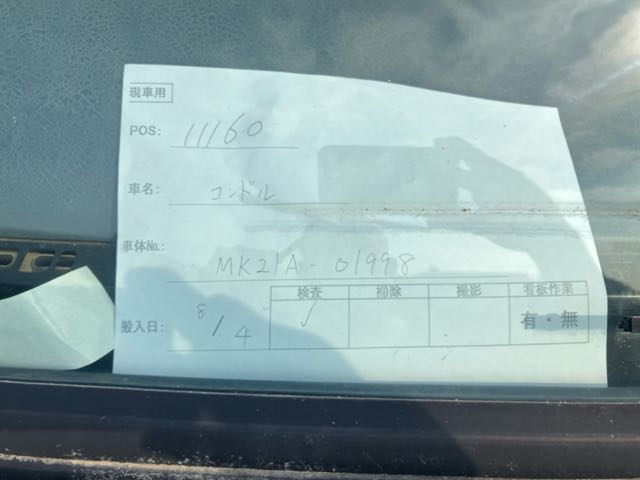 現車用
POS: 11160
車名: コンドル
車体No. MK21A-01998
検査 掃除 撮影 看板作業
搬入日: 8/4 ✓ 有・無